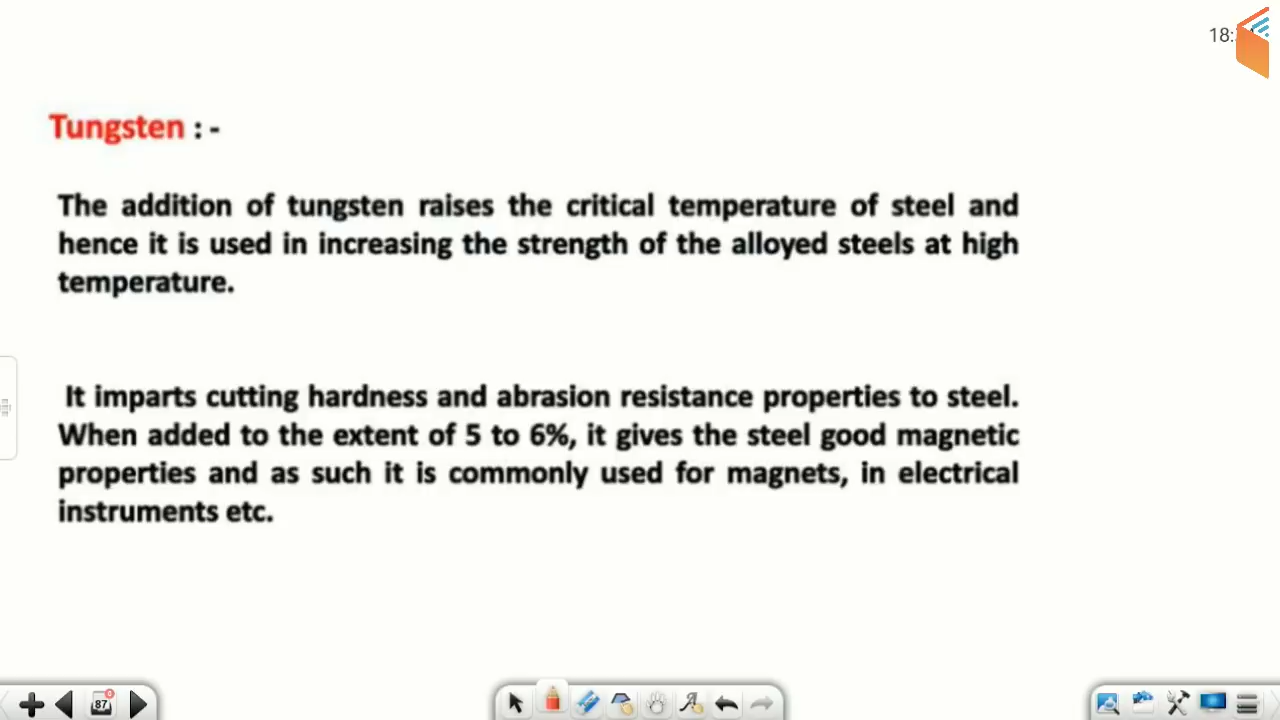 Tungsten : -
The addition of tungsten raises the critical temperature of steel and
hence it is used in increasing the strength of the alloyed steels at high
temperature.
It imparts cutting hardness and abrasion resistance properties to steel.
When added to the extent of 5 to 6%, it gives the steel good magnetic
properties and as such it is commonly used for magnets, in electrical
instruments etc.
87